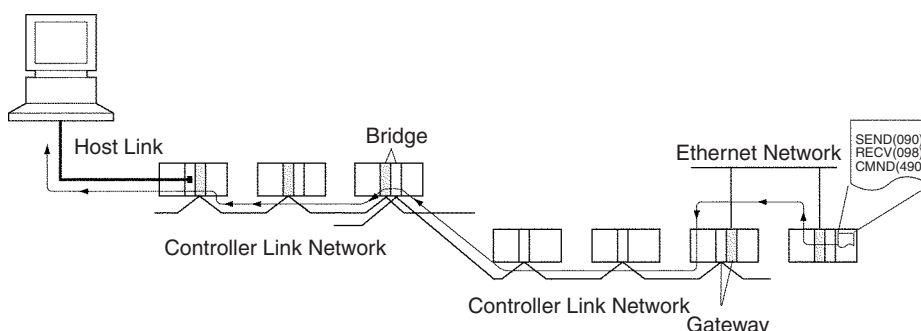 Host Link
Bridge
Ethernet Network
SEND(090)
RECV(098)
CMND(490)
Controller Link Network
Controller Link Network
Gateway